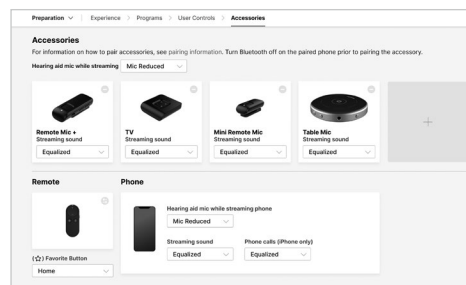 Preparation > Experience > Programs > User Controls > Accessories
Accessories
For information on how to pair accessories, see pairing information. Turn Bluetooth off on the paired phone prior to pairing the accessory.
Hearing aid mic while streaming Mic Reduced
Remote Mic +
Streaming sound
Equalized
TV
Streaming sound
Equalized
Mini Remote Mic
Streaming sound
Equalized
Table Mic
Streaming sound
Equalized
Remote
(☆) Favorite Button
Home
Phone
Hearing aid mic while streaming phone
Mic Reduced
Streaming sound
Equalized
Phone calls (iPhone only)
Equalized